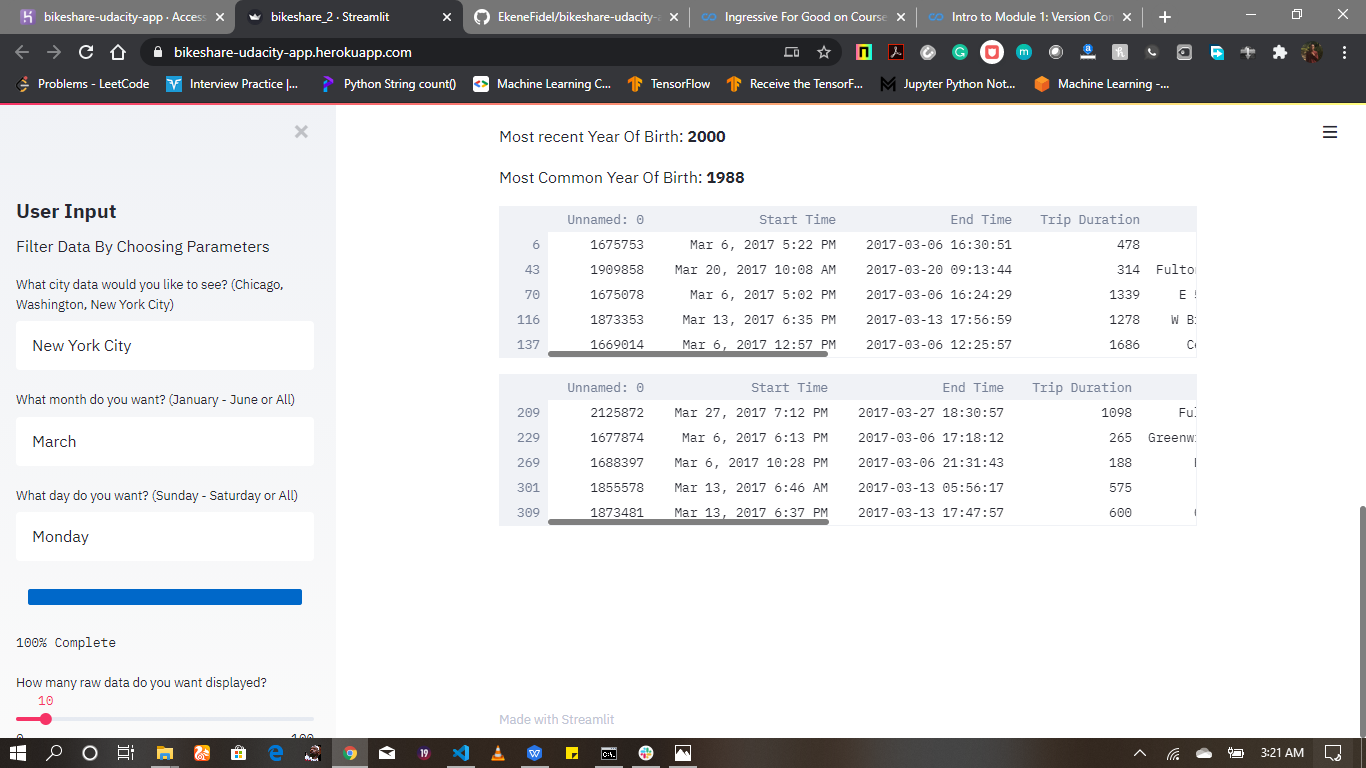 bikeshare-udacity-app · Access
bikeshare_2 · Streamlit
EkeneFidel/bikeshare-udacity-a
Ingressive For Good on Course
Intro to Module 1: Version Con
bikeshare-udacity-app.herokuapp.com
Problems - LeetCode
Interview Practice |...
Python String count()
Machine Learning C...
TensorFlow
Receive the TensorF...
Jupyter Python Not...
Machine Learning -...
User Input
Filter Data By Choosing Parameters
What city data would you like to see? (Chicago,
Washington, New York City)
New York City
What month do you want? (January - June or All)
March
What day do you want? (Sunday - Saturday or All)
Monday
100% Complete
How many raw data do you want displayed?
10
0 100
Most recent Year Of Birth: 2000
Most Common Year Of Birth: 1988
Unnamed: 0 Start Time End Time Trip Duration
6 1675753 Mar 6, 2017 5:22 PM 2017-03-06 16:30:51 478
43 1909858 Mar 20, 2017 10:08 AM 2017-03-20 09:13:44 314 Fulto
70 1675078 Mar 6, 2017 5:02 PM 2017-03-06 16:24:29 1339 E
116 1873353 Mar 13, 2017 6:35 PM 2017-03-13 17:56:59 1278 W B
137 1669014 Mar 6, 2017 12:57 PM 2017-03-06 12:25:57 1686 C
Unnamed: 0 Start Time End Time Trip Duration
209 2125872 Mar 27, 2017 7:12 PM 2017-03-27 18:30:57 1098 Ful
229 1677874 Mar 6, 2017 6:13 PM 2017-03-06 17:18:12 265 Greenwi
269 1688397 Mar 6, 2017 10:28 PM 2017-03-06 21:31:43 188
301 1855578 Mar 13, 2017 6:46 AM 2017-03-13 05:56:17 575
309 1873481 Mar 13, 2017 6:37 PM 2017-03-13 17:47:57 600
Made with Streamlit
3:21 AM